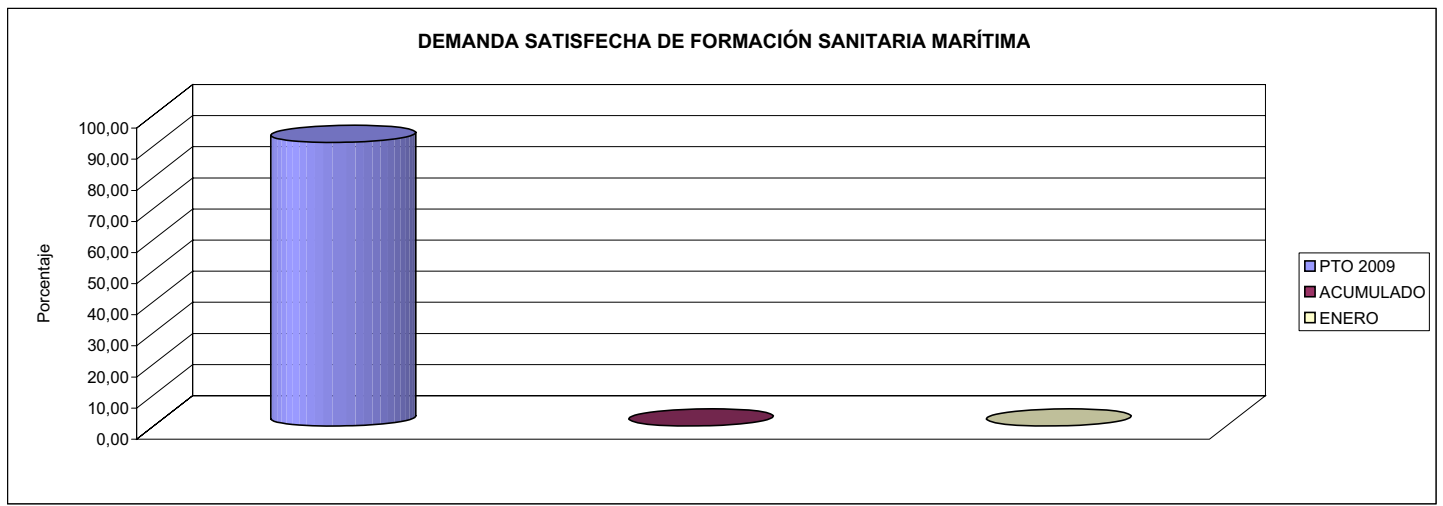 DEMANDA SATISFECHA DE FORMACIÓN SANITARIA MARÍTIMA
100,00
90,00
80,00
70,00
60,00
50,00
40,00
30,00
20,00
10,00
0,00
Porcentaje
PTO 2009
ACUMULADO
ENERO